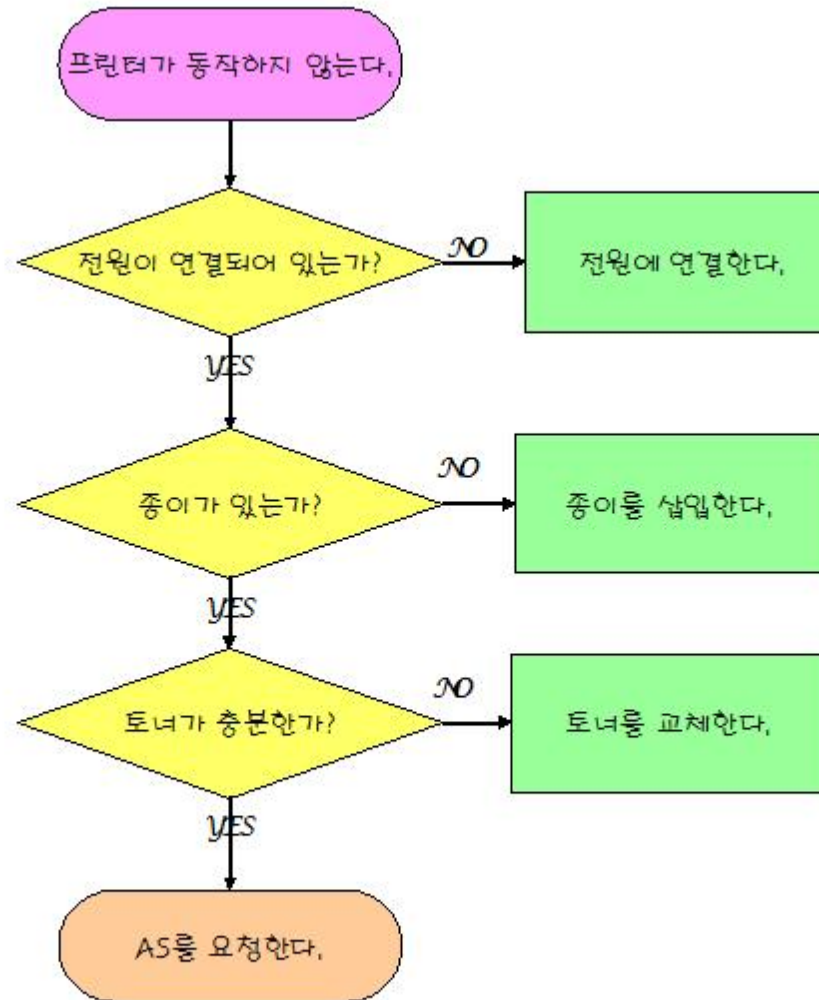 프린터가 동작하지 않는다.
전원이 연결되어 있는가?
NO
전원에 연결한다.
YES
종이가 있는가?
NO
종이를 삽입한다.
YES
토너가 충분한가?
NO
토너를 교체한다.
YES
AS를 요청한다.